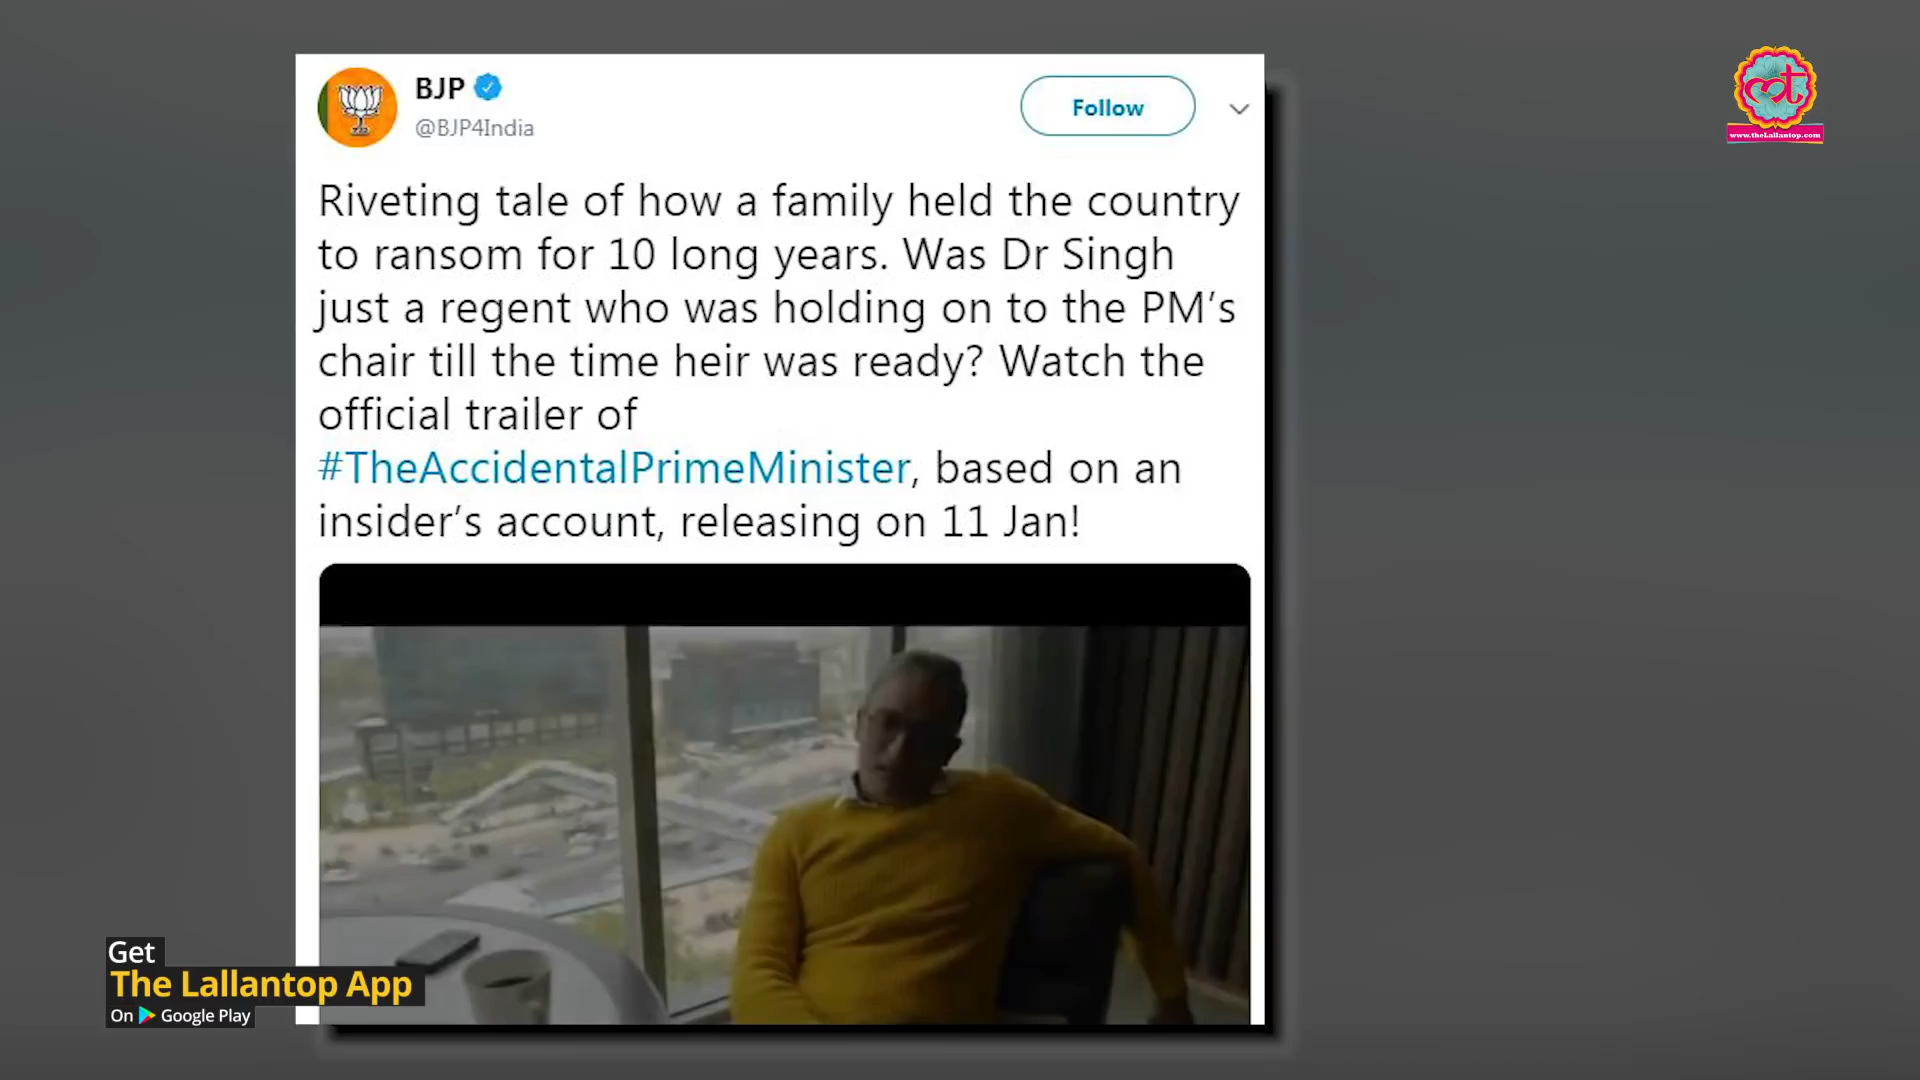 BJP
@BJP4India
Follow
Riveting tale of how a family held the country
to ransom for 10 long years. Was Dr Singh
just a regent who was holding on to the PM’s
chair till the time heir was ready? Watch the
official trailer of
#TheAccidentalPrimeMinister, based on an
insider’s account, releasing on 11 Jan!
www.theLallantop.com
Get
The Lallantop App
On Google Play